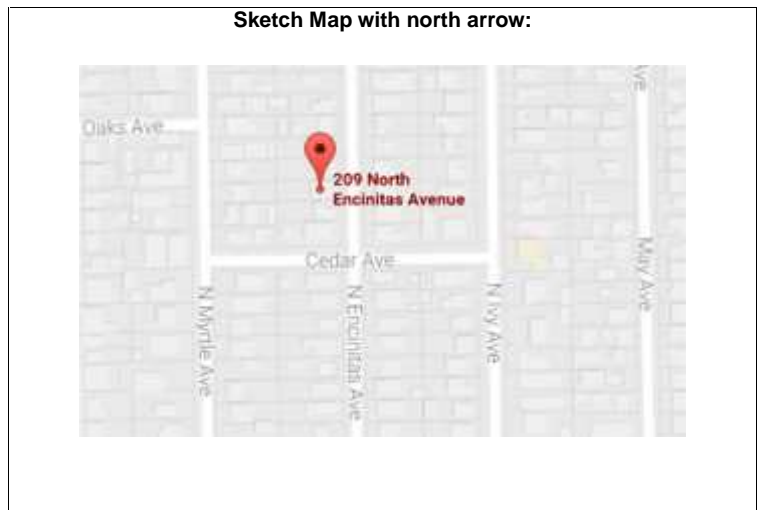 Sketch Map with north arrow:
Ave
Oaks Ave
209 North
Encinitas Avenue
Cedar Ave
N Myrtle Ave
N Encinitas Ave
N Ivy Ave
May Ave